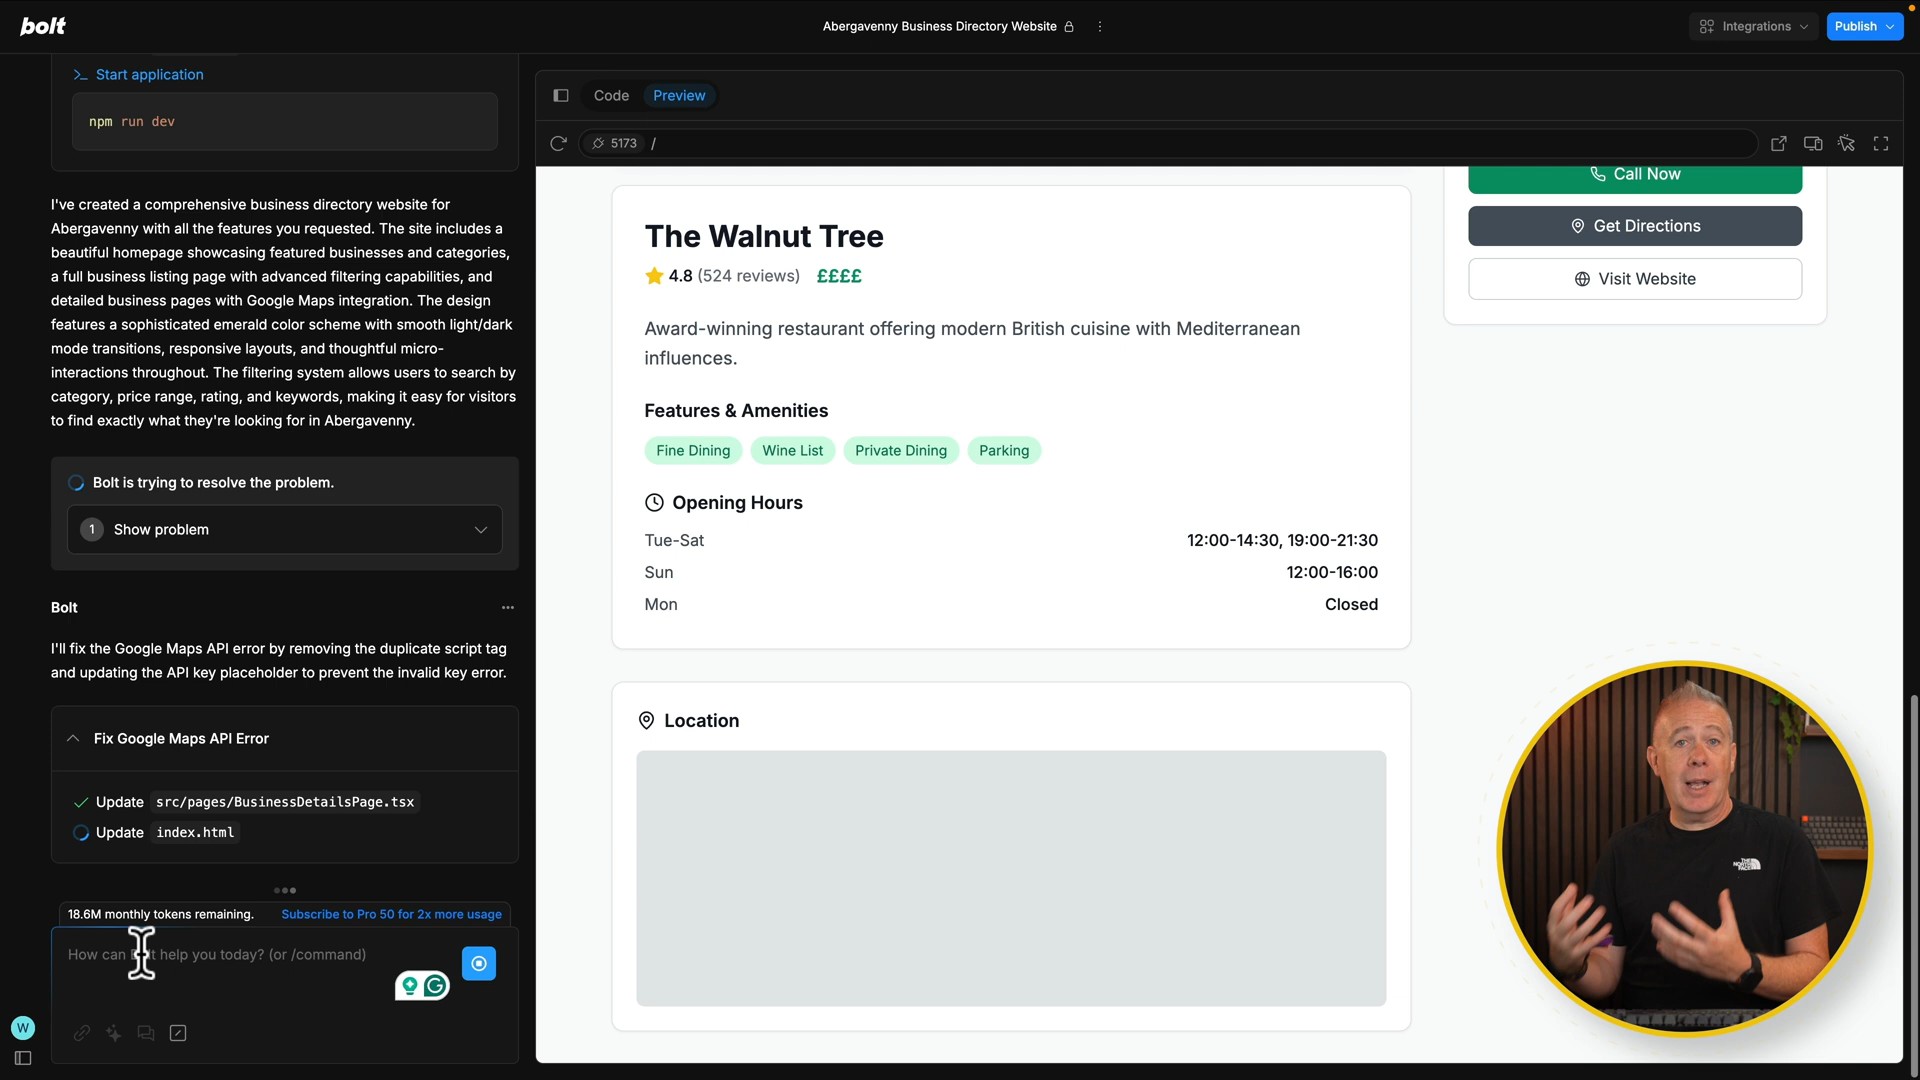 bolt
Abergavenny Business Directory Website
Integrations
Publish
>_ Start application
npm run dev
I've created a comprehensive business directory website for
Abergavenny with all the features you requested. The site includes a
beautiful homepage showcasing featured businesses and categories,
a full business listing page with advanced filtering capabilities, and
detailed business pages with Google Maps integration. The design
features a sophisticated emerald color scheme with smooth light/dark
mode transitions, responsive layouts, and thoughtful micro-
interactions throughout. The filtering system allows users to search by
category, price range, rating, and keywords, making it easy for visitors
to find exactly what they're looking for in Abergavenny.
Bolt is trying to resolve the problem.
1 Show problem
Bolt
I'll fix the Google Maps API error by removing the duplicate script tag
and updating the API key placeholder to prevent the invalid key error.
Fix Google Maps API Error
Update src/pages/BusinessDetailsPage.tsx
Update index.html
18.6M monthly tokens remaining. Subscribe to Pro 50 for 2x more usage
How can help you today? (or /command)
W
Code Preview
5173 /
The Walnut Tree
4.8 (524 reviews) ££££
Award-winning restaurant offering modern British cuisine with Mediterranean
influences.
Features & Amenities
Fine Dining Wine List Private Dining Parking
Opening Hours
Tue-Sat 12:00-14:30, 19:00-21:30
Sun 12:00-16:00
Mon Closed
Location
Call Now
Get Directions
Visit Website
THE NORTH FACE